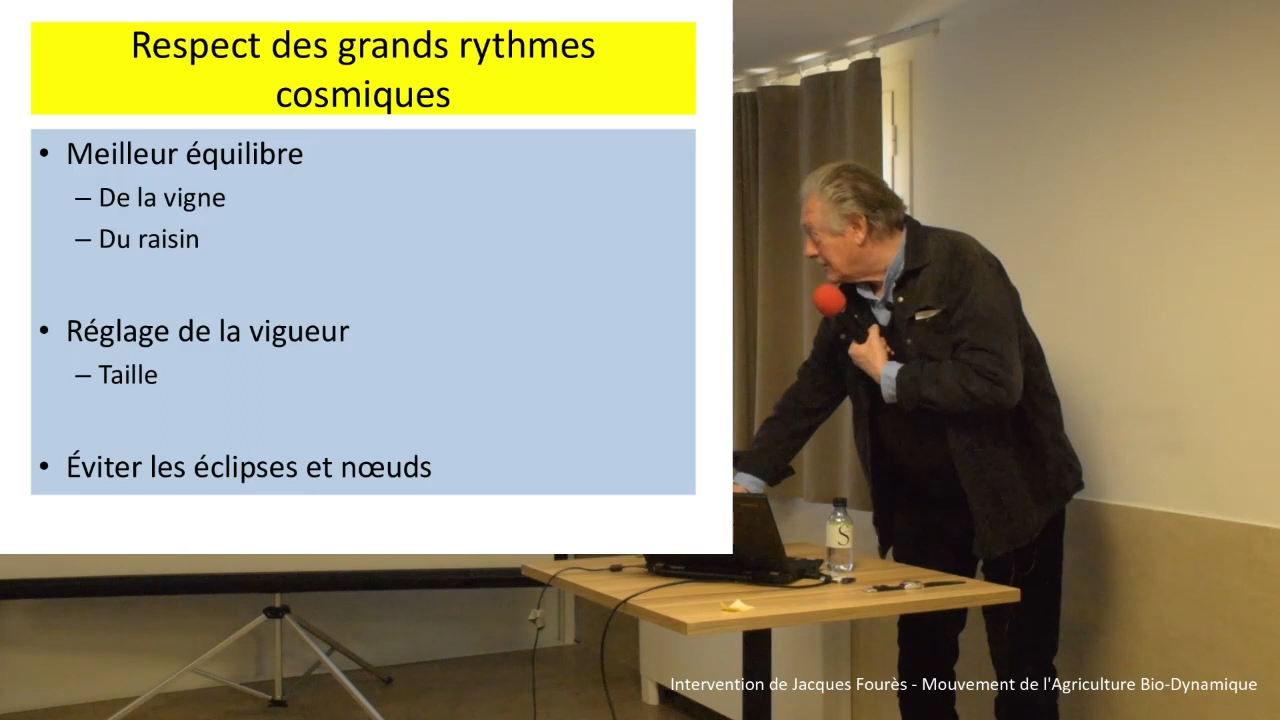 Respect des grands rythmes
cosmiques
• Meilleur équilibre
– De la vigne
– Du raisin
• Réglage de la vigueur
– Taille
• Éviter les éclipses et nœuds
S
Intervention de Jacques Fourès - Mouvement de l'Agriculture Bio-Dynamique